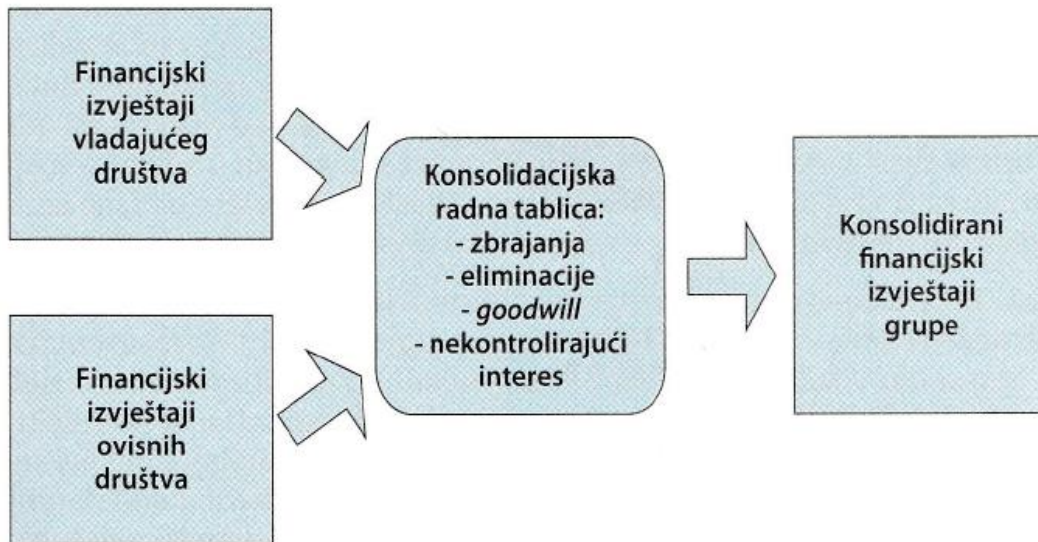 Financijski
izvještaji
vladajućeg
društva
Financijski
izvještaji
ovisnih
društva
Konsolidacijska
radna tablica:
- zbrajanja
- eliminacije
- goodwill
- nekontrolirajući
interes
Konsolidirani
financijski
izvještaji
grupe